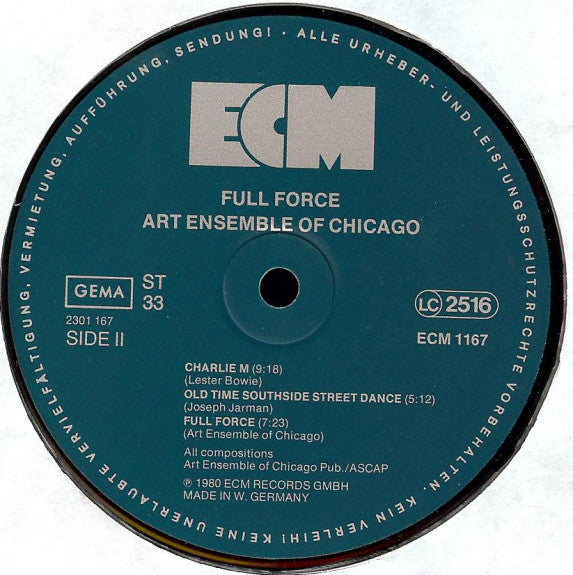 ALLE URHEBER- UND LEISTUNGSSCHUTZRECHTE VORBEHALTEN. KEIN VERLEIH! KEINE UNERLAUBTE VERVIELFÄLTIGUNG, VERMIETUNG, AUFFÜHRUNG, SENDUNG! ·
ECM
FULL FORCE
ART ENSEMBLE OF CHICAGO
GEMA
ST
33
LC 2516
2301 167
SIDE II
ECM 1167
CHARLIE M (9:18)
(Lester Bowie)
OLD TIME SOUTHSIDE STREET DANCE (5:12)
(Joseph Jarman)
FULL FORCE (7:23)
(Art Ensemble of Chicago)
All compositions
Art Ensemble of Chicago Pub./ASCAP
℗ 1980 ECM RECORDS GMBH
MADE IN W. GERMANY